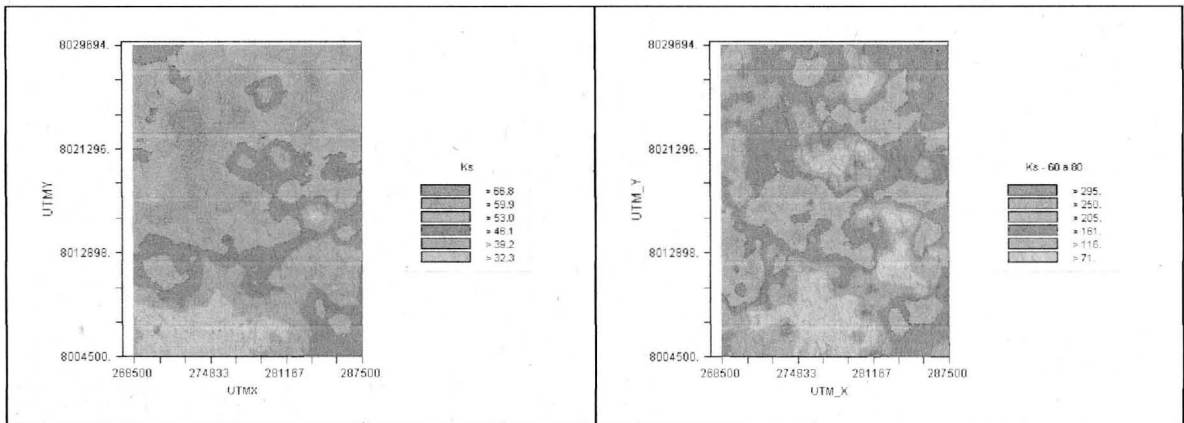 8029694.
8021296.
8012898.
8004500.
UTMY
268500 274833 281167 287500
UTMX
Ks
> 66.8
> 59.9
> 53.0
> 46.1
> 39.2
> 32.3
8029694.
8021296.
8012898.
8004500.
UTM_Y
268500 274833 281167 287500
UTM_X
Ks - 60 a 80
> 295.
> 250.
> 205.
> 161.
> 116.
> 71.